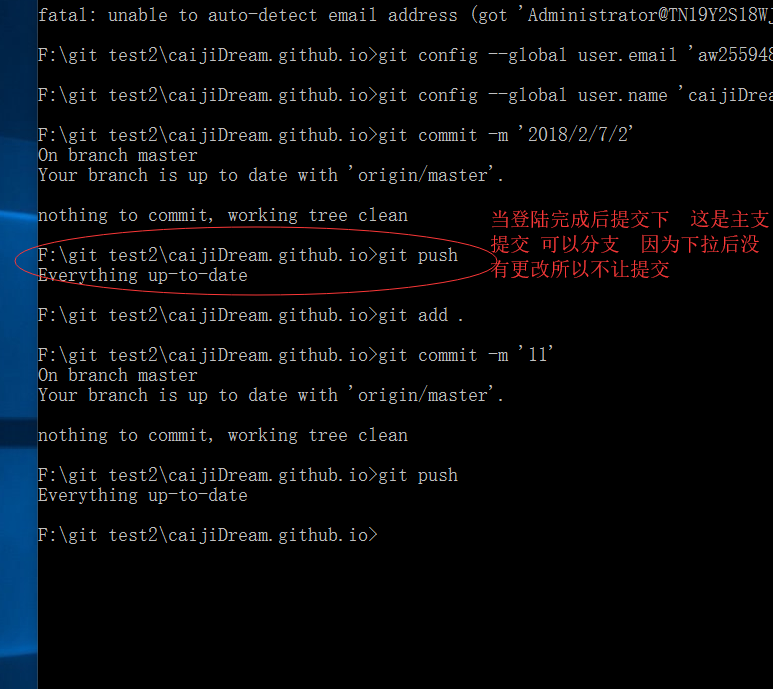 fatal: unable to auto-detect email address (got 'Administrator@TN19Y2S18WJ
F:\git test2\caijiDream.github.io>git config --global user.email 'aw255948
F:\git test2\caijiDream.github.io>git config --global user.name 'caijiDrea
F:\git test2\caijiDream.github.io>git commit -m '2018/2/7/2'
On branch master
Your branch is up to date with 'origin/master'.
nothing to commit, working tree clean
当登陆完成后提交下 这是主支
提交 可以分支 因为下拉后没
有更改所以不让提交
F:\git test2\caijiDream.github.io>git push
Everything up-to-date
F:\git test2\caijiDream.github.io>git add .
F:\git test2\caijiDream.github.io>git commit -m 'll'
On branch master
Your branch is up to date with 'origin/master'.
nothing to commit, working tree clean
F:\git test2\caijiDream.github.io>git push
Everything up-to-date
F:\git test2\caijiDream.github.io>